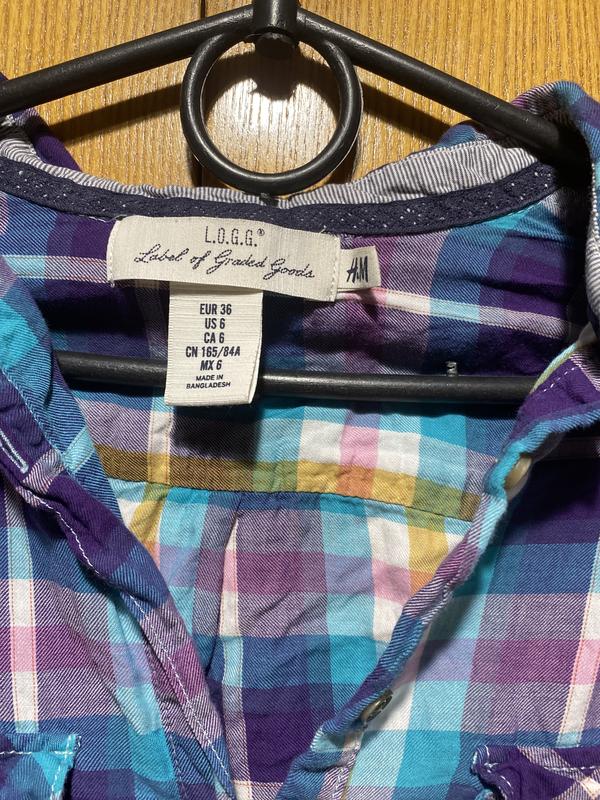 L.O.G.G.®
Label of Graded Goods
H&M
EUR 36
US 6
CA 6
CN 165/84A
MX 6
MADE IN
BANGLADESH